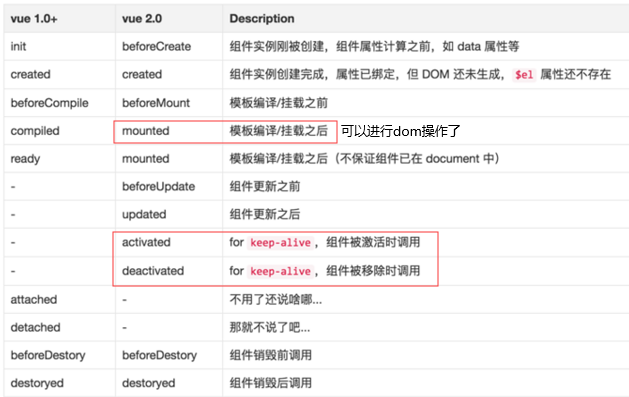 vue 1.0+ vue 2.0 Description
init beforeCreate 组件实例刚被创建，组件属性计算之前，如 data 属性等
created created 组件实例创建完成，属性已绑定，但 DOM 还未生成，$el 属性还不存在
beforeCompile beforeMount 模板编译/挂载之前
compiled mounted 模板编译/挂载之后 可以进行dom操作了
ready mounted 模板编译/挂载之后（不保证组件已在 document 中）
- beforeUpdate 组件更新之前
- updated 组件更新之后
- activated for keep-alive，组件被激活时调用
- deactivated for keep-alive，组件被移除时调用
attached - 不用了还说啥哪...
detached - 那就不说了吧...
beforeDestory beforeDestory 组件销毁前调用
destoryed destoryed 组件销毁后调用